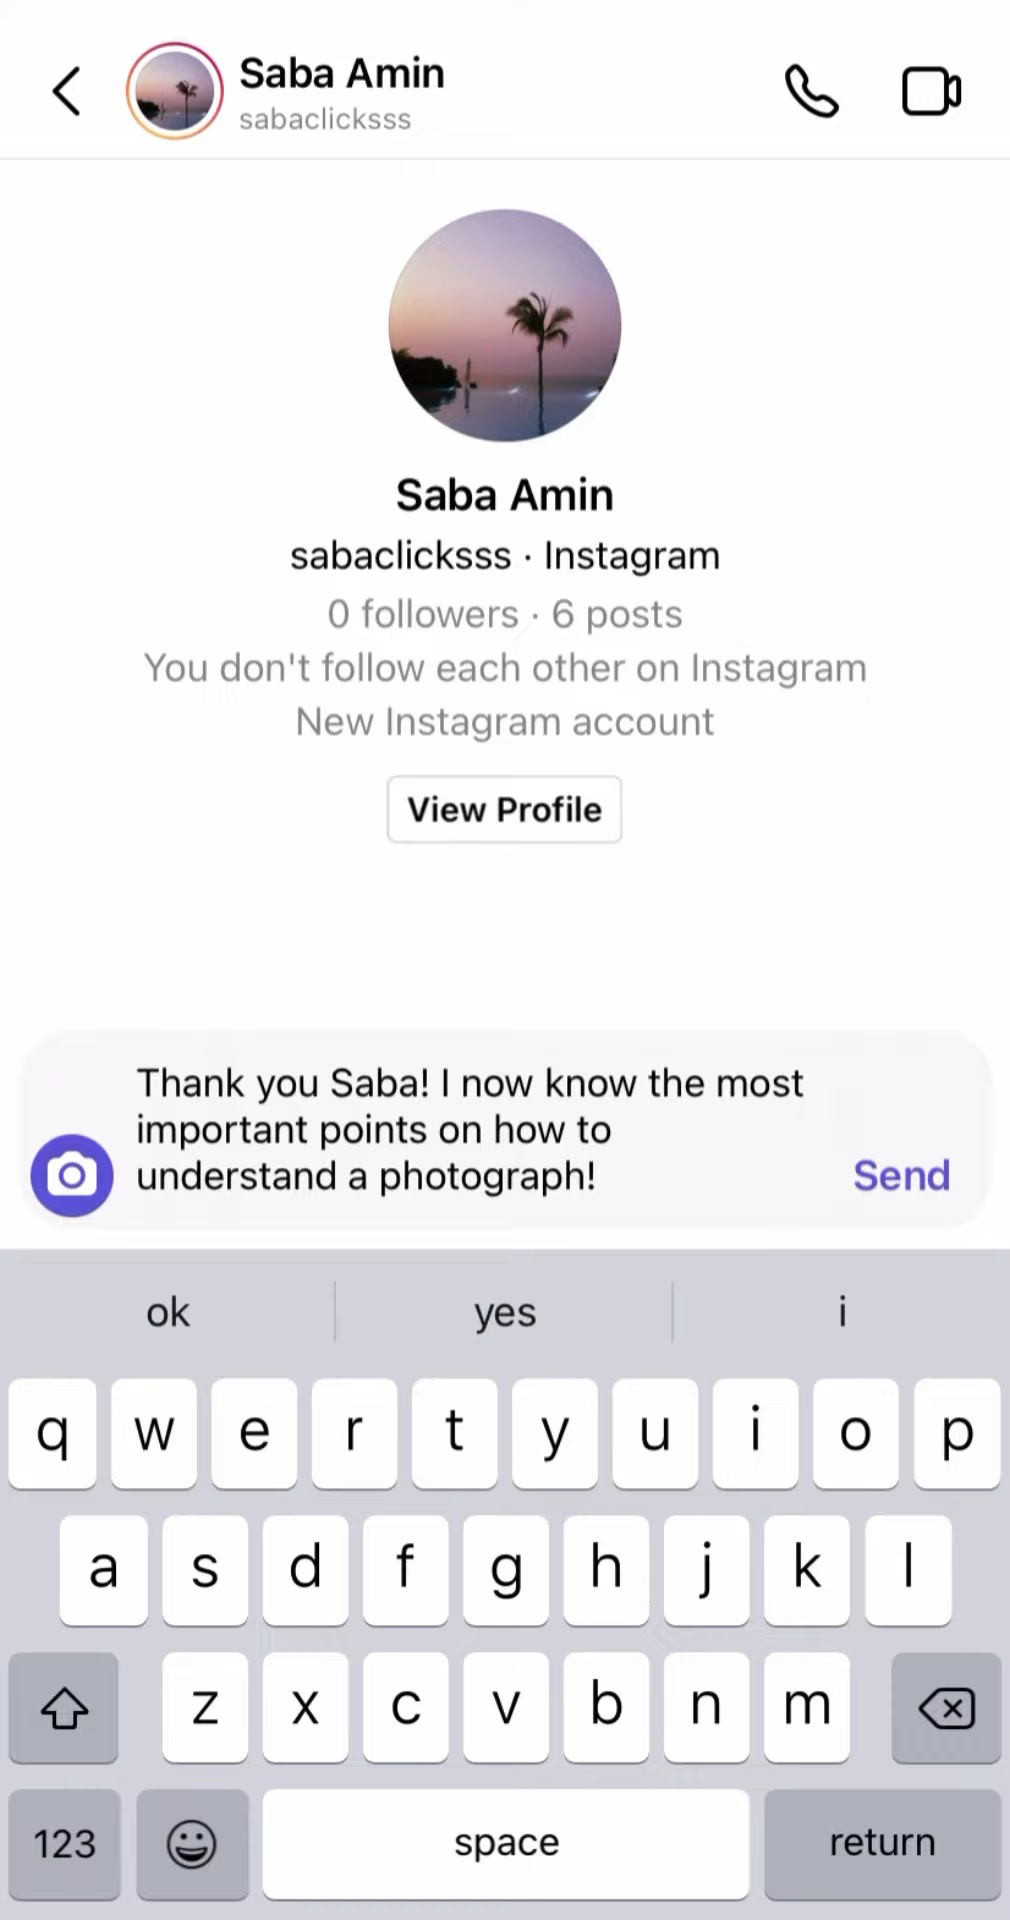 Saba Amin
sabaclicksss
Saba Amin
sabaclicksss · Instagram
0 followers · 6 posts
You don't follow each other on Instagram
New Instagram account
View Profile
Thank you Saba! I now know the most
important points on how to
understand a photograph!
Send
ok yes i
q w e r t y u i o p
a s d f g h j k l
z x c v b n m
123 space return